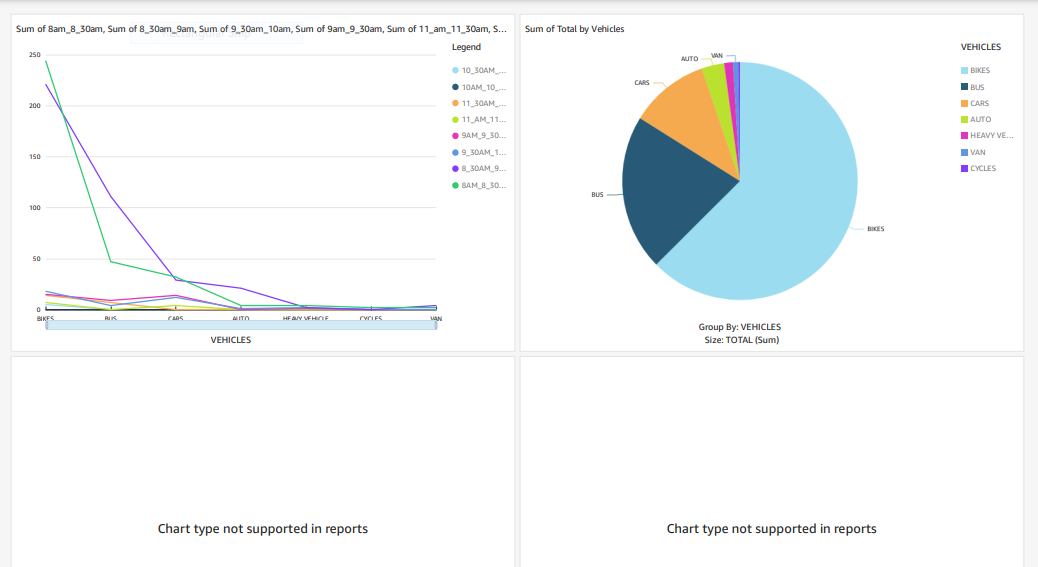 Sum of 8am_8_30am, Sum of 8_30am_9am, Sum of 9_30am_10am, Sum of 9am_9_30am, Sum of 11_am_11_30am, S...
Legend
250
200
150
100
50
0
10_30AM_...
10AM_10_...
11_30AM_...
11_AM_11...
9AM_9_30...
9_30AM_1...
8_30AM_9...
8AM_8_30...
BIKES
BUS
CARS
AUTO
HEAVY VEHICLE
CYCLES
VAN
VEHICLES
Sum of Total by Vehicles
VEHICLES
BIKES
BUS
CARS
AUTO
HEAVY VE...
VAN
CYCLES
VAN
AUTO
CARS
BUS
BIKES
Group By: VEHICLES
Size: TOTAL (Sum)
Chart type not supported in reports
Chart type not supported in reports